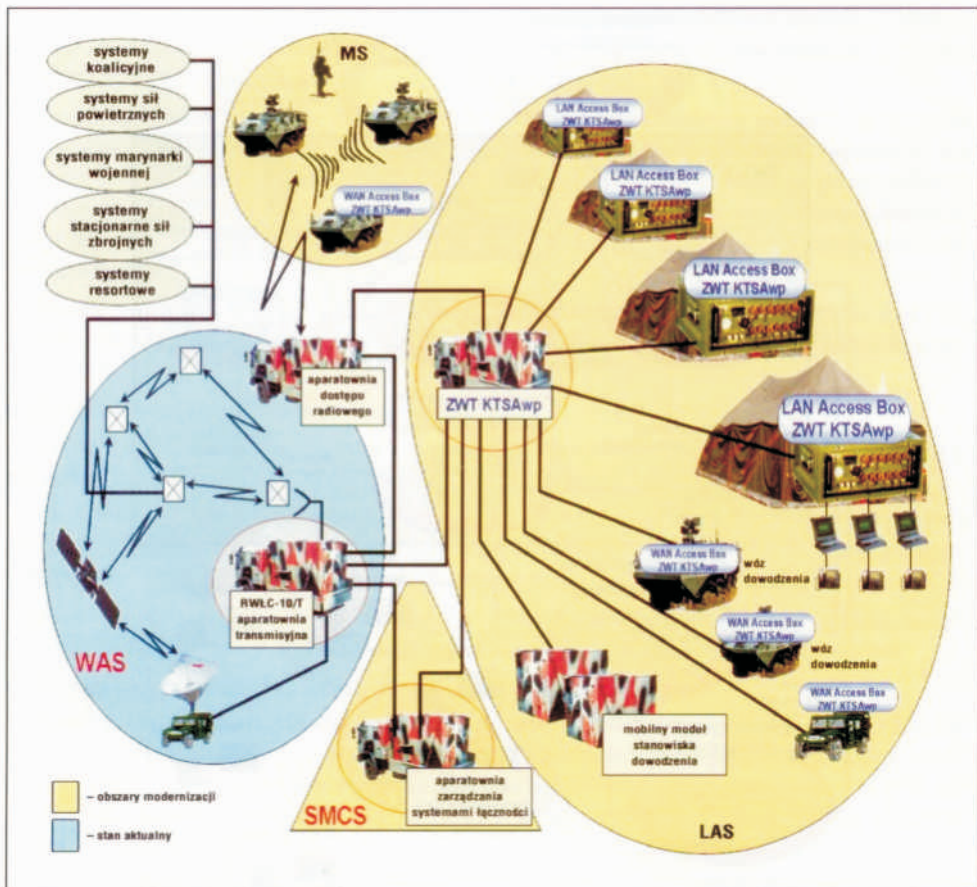 systemy
koalicyjne
systemy sił
powietrznych
systemy marynarki
wojennej
systemy
stacjonarne sił
zbrojnych
systemy
resortowe
MS
WAN Access Box
ZWT KTSAwp
LAN Access Box
ZWT KTSAwp
LAN Access Box
ZWT KTSAwp
LAN Access Box
ZWT KTSAwp
LAN Access Box
ZWT KTSAwp
aparatownia
dostępu
radiowego
ZWT KTSAwp
WAN Access Box
ZWT KTSAwp
wóz
dowodzenia
WAN Access Box
ZWT KTSAwp
wóz
dowodzenia
WAN Access Box
ZWT KTSAwp
RWŁC-10/T
aparatownia
transmisyjna
WAS
mobilny moduł
stanowiska
dowodzenia
aparatownia
zarządzania
systemami łączności
SMCS
LAS
– obszary modernizacji
– stan aktualny